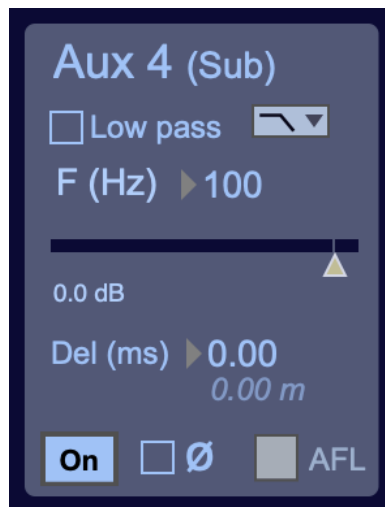 Aux 4 (Sub)
Low pass
F (Hz) 100
0.0 dB
Del (ms) 0.00
0.00 m
On Ø AFL